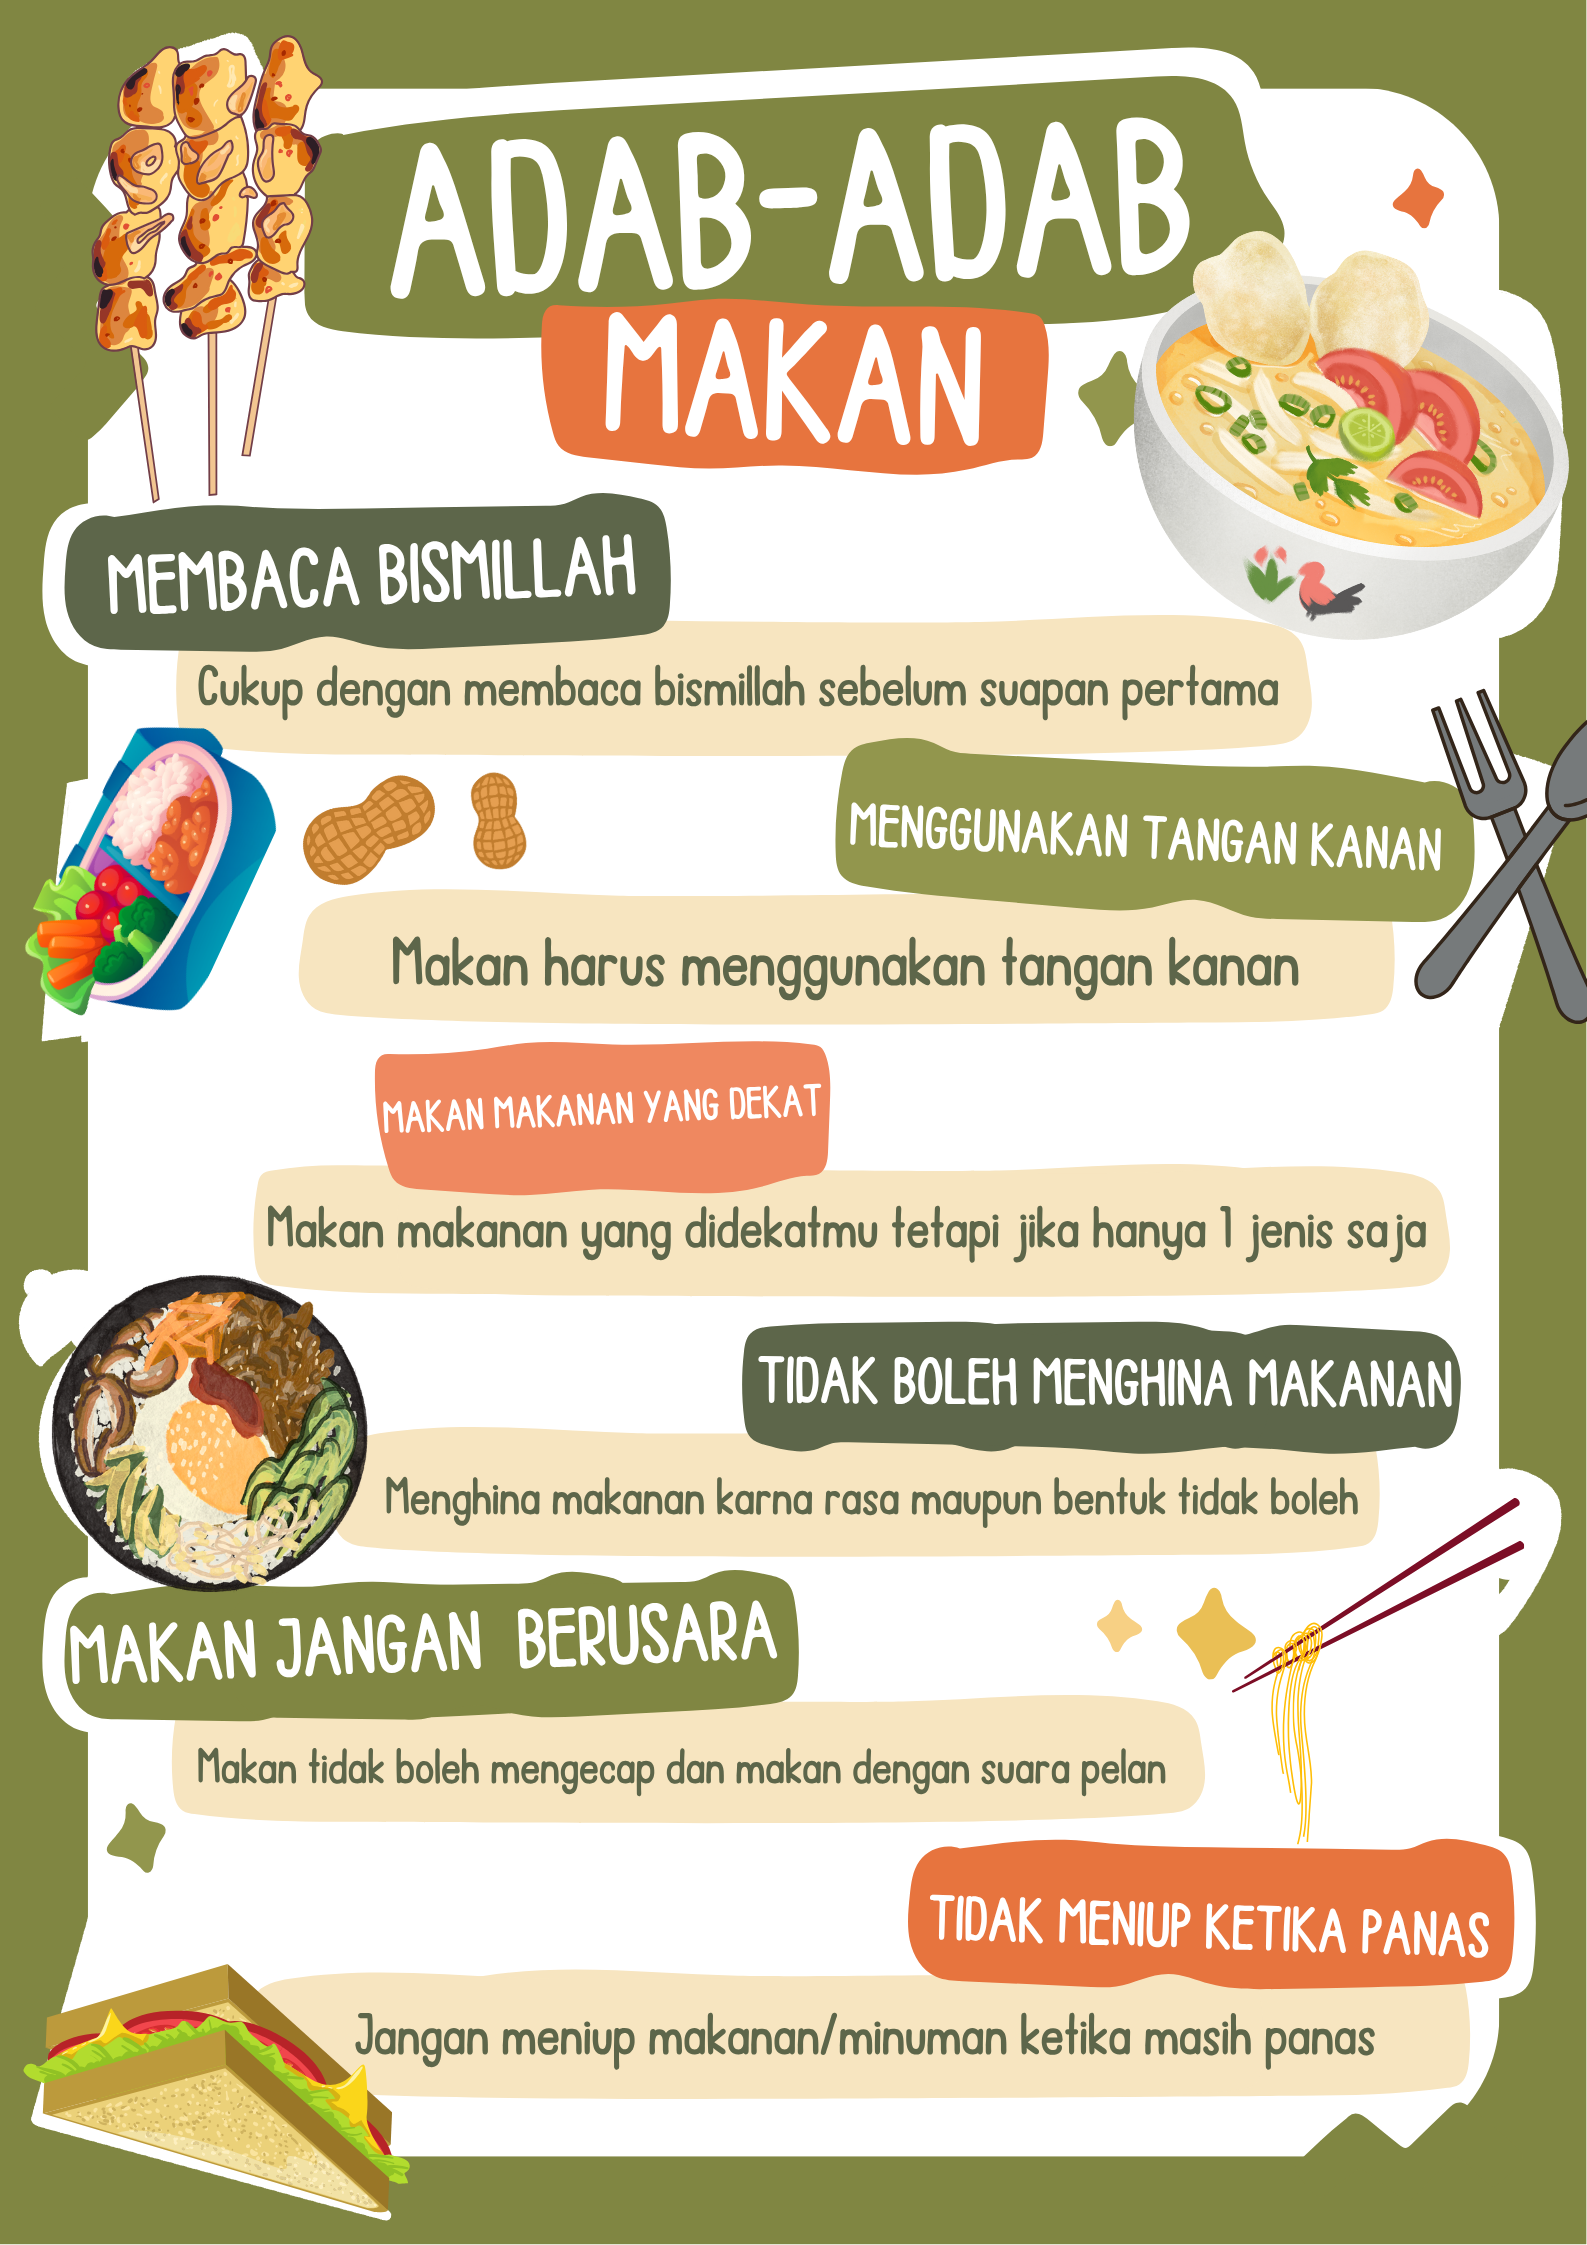 ADAB-ADAB
MAKAN
MEMBACA BISMILLAH
Cukup dengan membaca bismillah sebelum suapan pertama
MENGGUNAKAN TANGAN KANAN
Makan harus menggunakan tangan kanan
MAKAN MAKANAN YANG DEKAT
Makan makanan yang didekatmu tetapi jika hanya 1 jenis saja
TIDAK BOLEH MENGHINA MAKANAN
Menghina makanan karna rasa maupun bentuk tidak boleh
MAKAN JANGAN BERUSARA
Makan tidak boleh mengecap dan makan dengan suara pelan
TIDAK MENIUP KETIKA PANAS
Jangan meniup makanan/minuman ketika masih panas